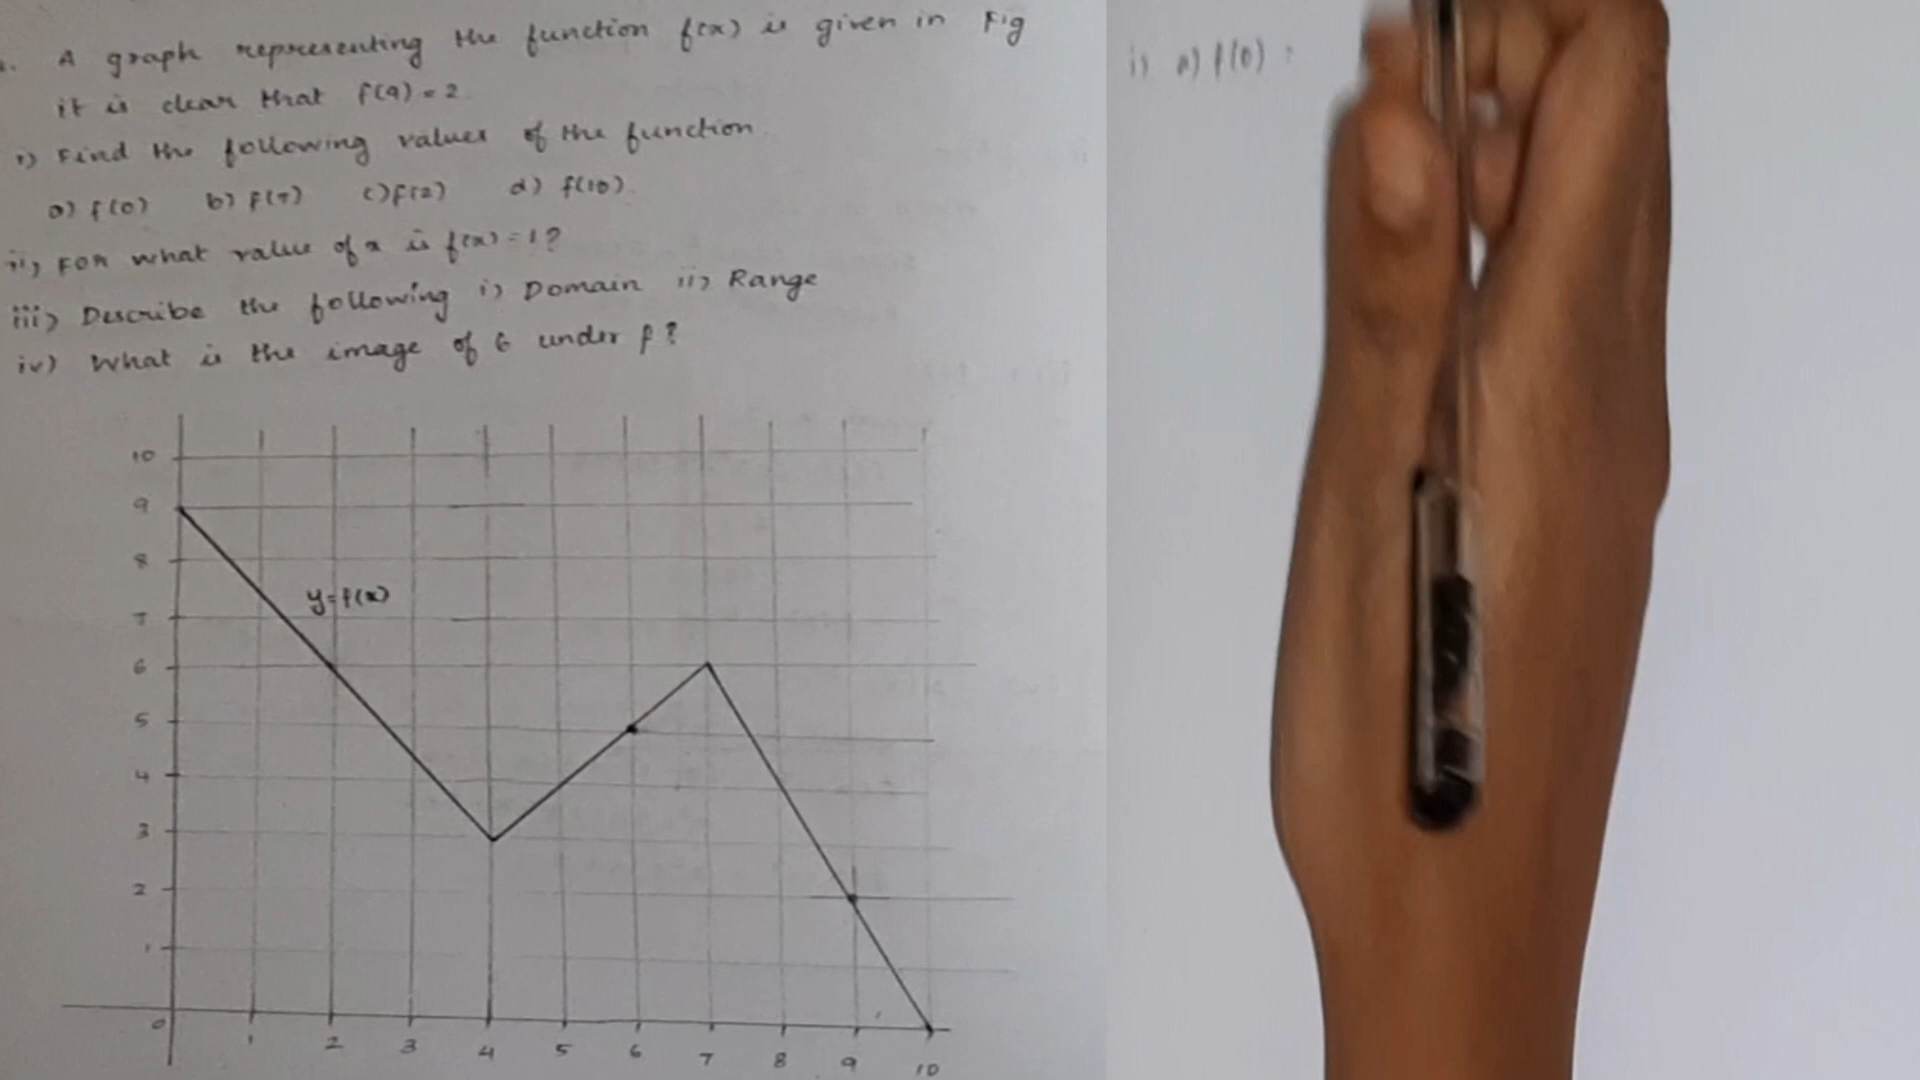 A graph representing the function f(x) is given in Fig
it is clear that f(9) = 2.
i) Find the following values of the function
a) f(0) b) f(7) c) f(2) d) f(10).
ii) For what value of x is f(x) = 1?
iii) Describe the following i) Domain ii) Range
iv) What is the image of 6 under f?
10
9
8
y=f(x)
7
6
5
4
3
2
1
0 1 2 3 4 5 6 7 8 9 10
i) a) f(0) :